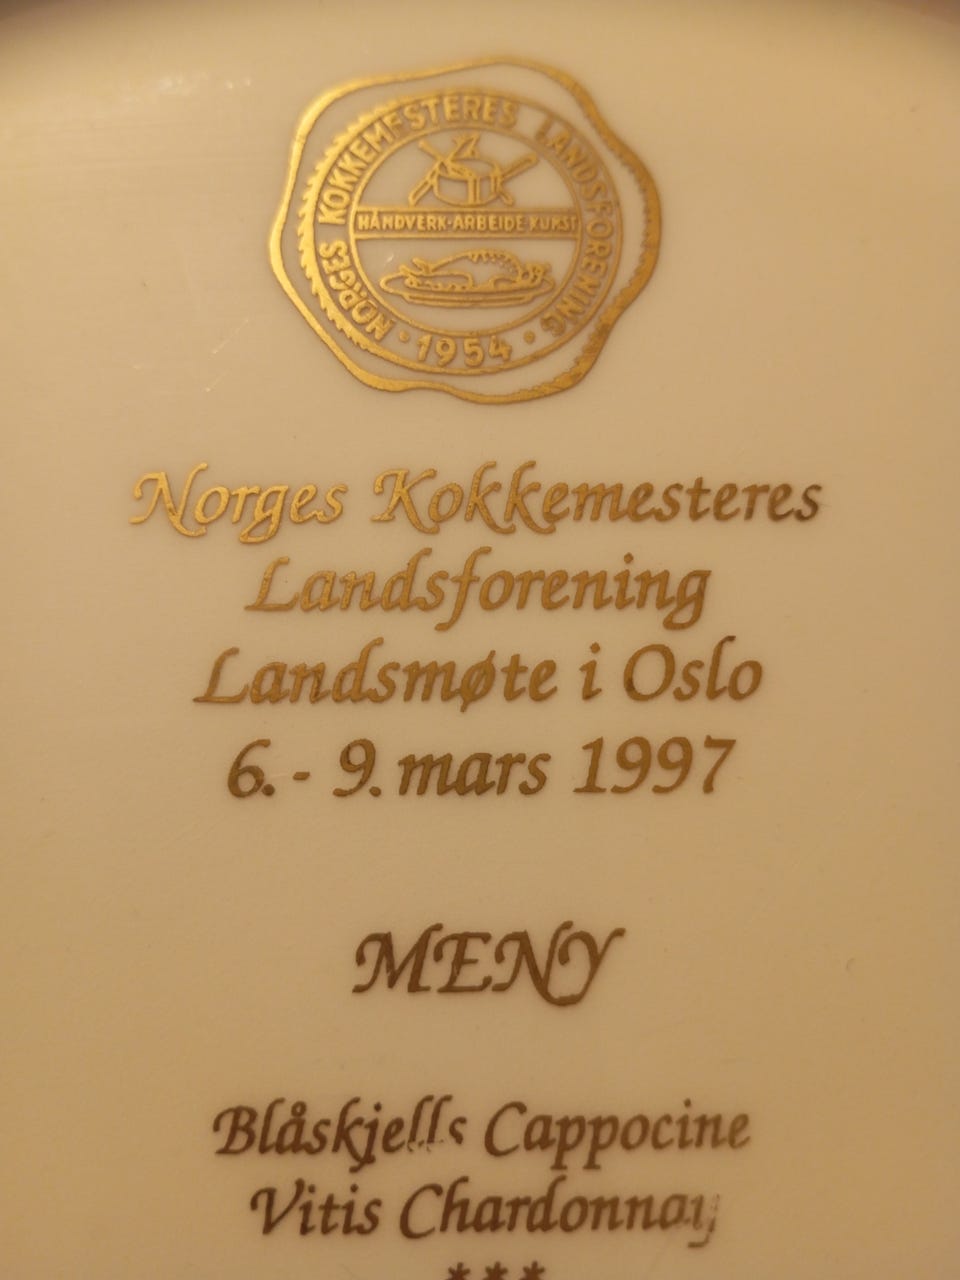 NORGES KOKKEMESTERES LANDSFORENING
HÅNDVERK-ARBEIDE-KUNST
· 1954 ·
Norges Kokkemesteres
Landsforening
Landsmøte i Oslo
6. - 9. mars 1997
MENY
Blåskjells Cappocine
Vitis Chardonnay
***